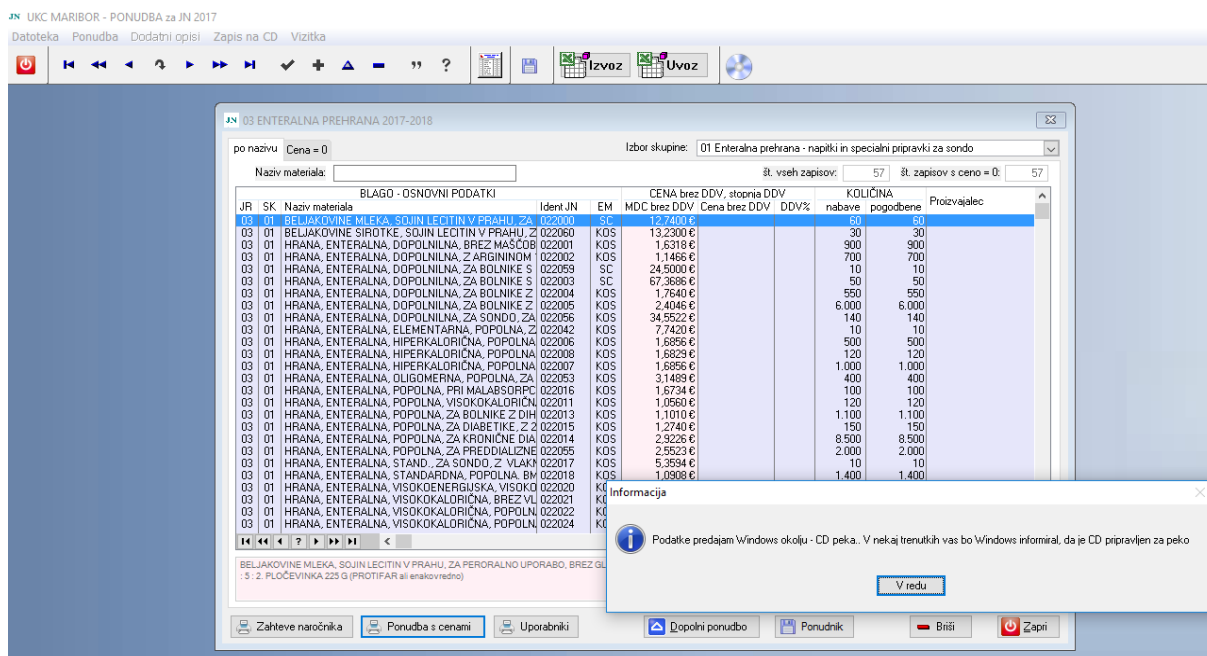 JN UKC MARIBOR - PONUDBA za JN 2017
Datoteka Ponudba Dodatni opisi Zapis na CD Vizitka
Izvoz Uvoz
JN 03 ENTERALNA PREHRANA 2017-2018
po nazivu Cena = 0 Izbor skupine: 01 Enteralna prehrana - napitki in specialni pripravki za sondo
Naziv materiala: št. vseh zapisov: 57 št. zapisov s ceno = 0: 57
BLAGO - OSNOVNI PODATKI CENA brez DDV, stopnja DDV KOLIČINA
JR SK Naziv materiala Ident JN EM MDC brez DDV Cena brez DDV DDV% nabave pogodbene Proizvajalec
03 01 BELJAKOVINE MLEKA, SOJIN LECITIN V PRAHU, ZA 022000 SC 12,7400 € 60 60
03 01 BELJAKOVINE SIROTKE, SOJIN LECITIN V PRAHU, Z 022060 KOS 13,2300 € 30 30
03 01 HRANA, ENTERALNA, DOPOLNILNA, BREZ MAŠČOB 022001 KOS 1,6318 € 900 900
03 01 HRANA, ENTERALNA, DOPOLNILNA, Z ARGININOM 022002 KOS 1,1466 € 700 700
03 01 HRANA, ENTERALNA, DOPOLNILNA, ZA BOLNIKE S 022059 SC 24,5000 € 10 10
03 01 HRANA, ENTERALNA, DOPOLNILNA, ZA BOLNIKE S 022003 SC 67,3686 € 50 50
03 01 HRANA, ENTERALNA, DOPOLNILNA, ZA BOLNIKE Z 022004 KOS 1,7640 € 550 550
03 01 HRANA, ENTERALNA, DOPOLNILNA, ZA BOLNIKE Z 022005 KOS 2,4046 € 6.000 6.000
03 01 HRANA, ENTERALNA, DOPOLNILNA, ZA SONDO, ZA 022056 KOS 34,5522 € 140 140
03 01 HRANA, ENTERALNA, ELEMENTARNA, POPOLNA, Z 022042 KOS 7,7420 € 10 10
03 01 HRANA, ENTERALNA, HIPERKALORIČNA, POPOLNA 022006 KOS 1,6856 € 500 500
03 01 HRANA, ENTERALNA, HIPERKALORIČNA, POPOLNA 022008 KOS 1,6829 € 120 120
03 01 HRANA, ENTERALNA, HIPERKALORIČNA, POPOLNA 022007 KOS 1,6856 € 1.000 1.000
03 01 HRANA, ENTERALNA, OLIGOMERNA, POPOLNA, ZA 022053 KOS 3,1489 € 400 400
03 01 HRANA, ENTERALNA, POPOLNA, PRI MALABSORPC 022016 KOS 1,6734 € 100 100
03 01 HRANA, ENTERALNA, POPOLNA, VISOKOKALORIČN, 022011 KOS 1,0560 € 120 120
03 01 HRANA, ENTERALNA, POPOLNA, ZA BOLNIKE Z DIH 022013 KOS 1,1010 € 1.100 1.100
03 01 HRANA, ENTERALNA, POPOLNA, ZA DIABETIKE, Z 2 022015 KOS 1,2740 € 150 150
03 01 HRANA, ENTERALNA, POPOLNA, ZA KRONIČNE DIA 022014 KOS 2,9226 € 8.500 8.500
03 01 HRANA, ENTERALNA, POPOLNA, ZA PREDDIALIZNE 022055 KOS 2,5523 € 2.000 2.000
03 01 HRANA, ENTERALNA, STAND., ZA SONDO, Z VLAKN 022017 KOS 5,3594 € 10 10
03 01 HRANA, ENTERALNA, STANDARDNA, POPOLNA. BM 022018 KOS 1,0908 € 1.400 1.400
03 01 HRANA, ENTERALNA, VISOKOENERGIJSKA, VISOKO 022020
03 01 HRANA, ENTERALNA, VISOKOKALORIČNA, BREZ VL 022021
03 01 HRANA, ENTERALNA, VISOKOKALORIČNA, POPOLN, 022022
03 01 HRANA, ENTERALNA, VISOKOKALORIČNA, POPOLN, 022024
Informacija
Podatke predajam Windows okolju - CD peka.. V nekaj trenutkih vas bo Windows informiral, da je CD pripravljen za peko
V redu
BELJAKOVINE MLEKA, SOJIN LECITIN V PRAHU, ZA PERORALNO UPORABO, BREZ GL
: 5 : 2. PLOČEVINKA 225 G (PROTIFAR ali enakovredno)
Zahteve naročnika Ponudba s cenami Uporabniki Dopolni ponudbo Ponudnik Briši Zapri